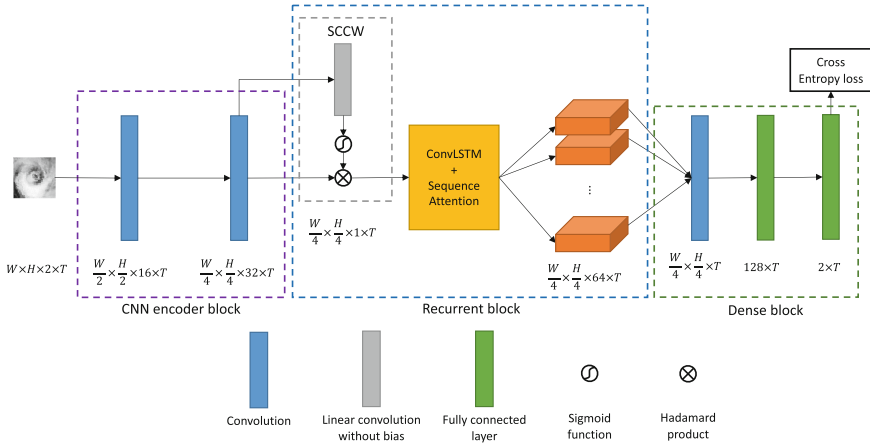 SCCW
Cross
Entropy loss
ConvLSTM
+
Sequence
Attention
...
W×H×2×T
W/2 × H/2 ×16×T
W/4 × H/4 ×32×T
W/4 × H/4 ×1×T
W/4 × H/4 ×64×T
W/4 × H/4 ×T
128×T
2×T
CNN encoder block
Recurrent block
Dense block
Convolution
Linear convolution
without bias
Fully connected
layer
Sigmoid
function
Hadamard
product